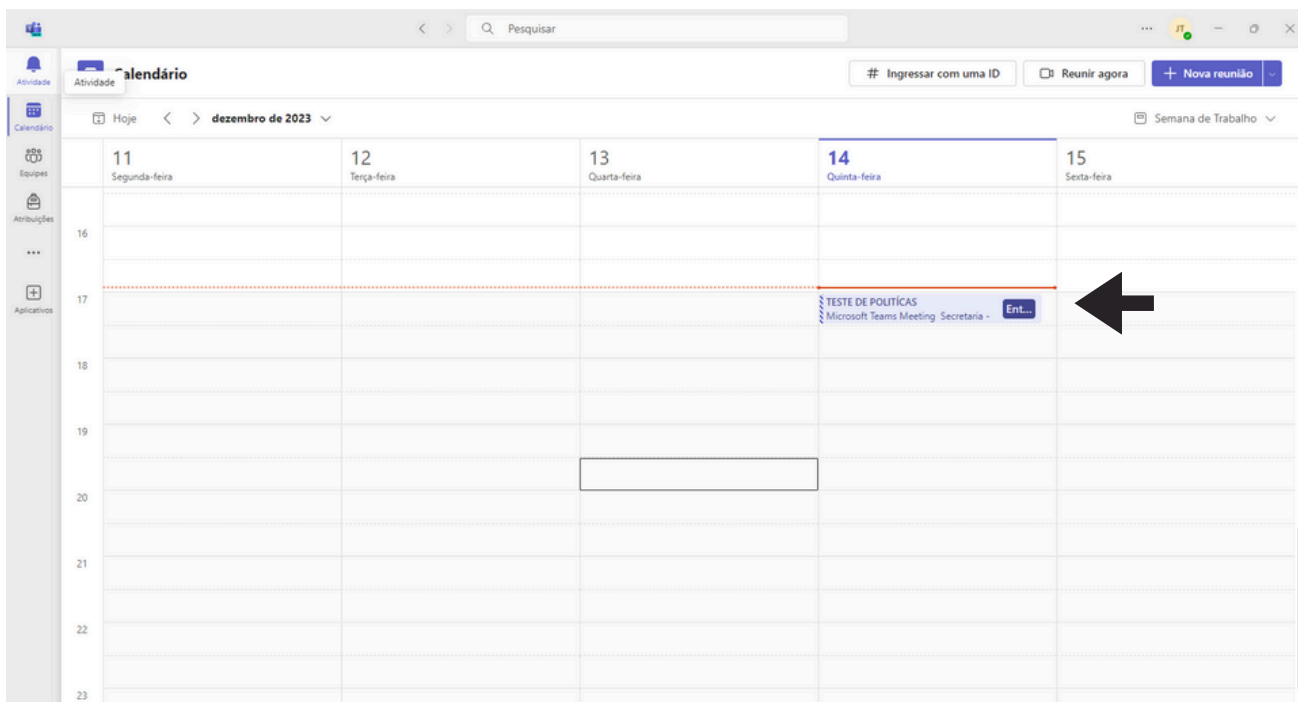 Pesquisar
JT
Atividade
Atividade
Calendário
Equipes
Atribuições
Aplicativos
alendário
# Ingressar com uma ID
Reunir agora
+ Nova reunião
Hoje
dezembro de 2023
Semana de Trabalho
11
Segunda-feira
12
Terça-feira
13
Quarta-feira
14
Quinta-feira
15
Sexta-feira
16
17
TESTE DE POLITÍCAS
Microsoft Teams Meeting Secretaria -
Ent...
18
19
20
21
22
23